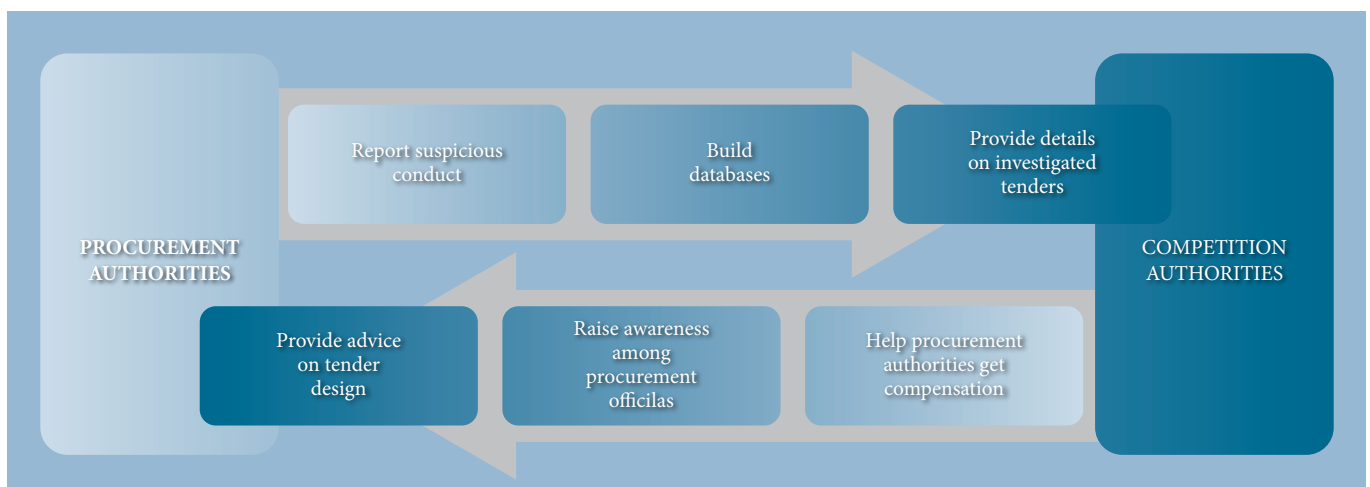 PROCUREMENT
AUTHORITIES
Report suspicious
conduct
Build
databases
Provide details
on investigated
tenders
COMPETITION
AUTHORITIES
Provide advice
on tender
design
Raise awareness
among
procurement
officilas
Help procurement
authorities get
compensation